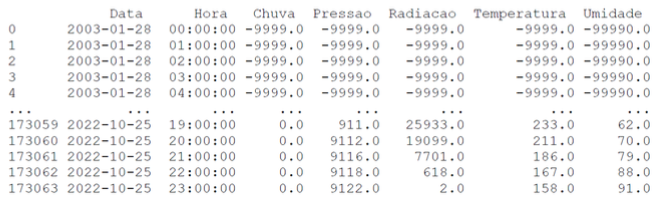 Data Hora Chuva Pressao Radiacao Temperatura Umidade
0 2003-01-28 00:00:00 -9999.0 -9999.0 -9999.0 -9999.0 -99990.0
1 2003-01-28 01:00:00 -9999.0 -9999.0 -9999.0 -9999.0 -99990.0
2 2003-01-28 02:00:00 -9999.0 -9999.0 -9999.0 -9999.0 -99990.0
3 2003-01-28 03:00:00 -9999.0 -9999.0 -9999.0 -9999.0 -99990.0
4 2003-01-28 04:00:00 -9999.0 -9999.0 -9999.0 -9999.0 -99990.0
... ... ... ... ... ... ... ...
173059 2022-10-25 19:00:00 0.0 911.0 25933.0 233.0 62.0
173060 2022-10-25 20:00:00 0.0 9112.0 19099.0 211.0 70.0
173061 2022-10-25 21:00:00 0.0 9116.0 7701.0 186.0 79.0
173062 2022-10-25 22:00:00 0.0 9118.0 618.0 167.0 88.0
173063 2022-10-25 23:00:00 0.0 9122.0 2.0 158.0 91.0